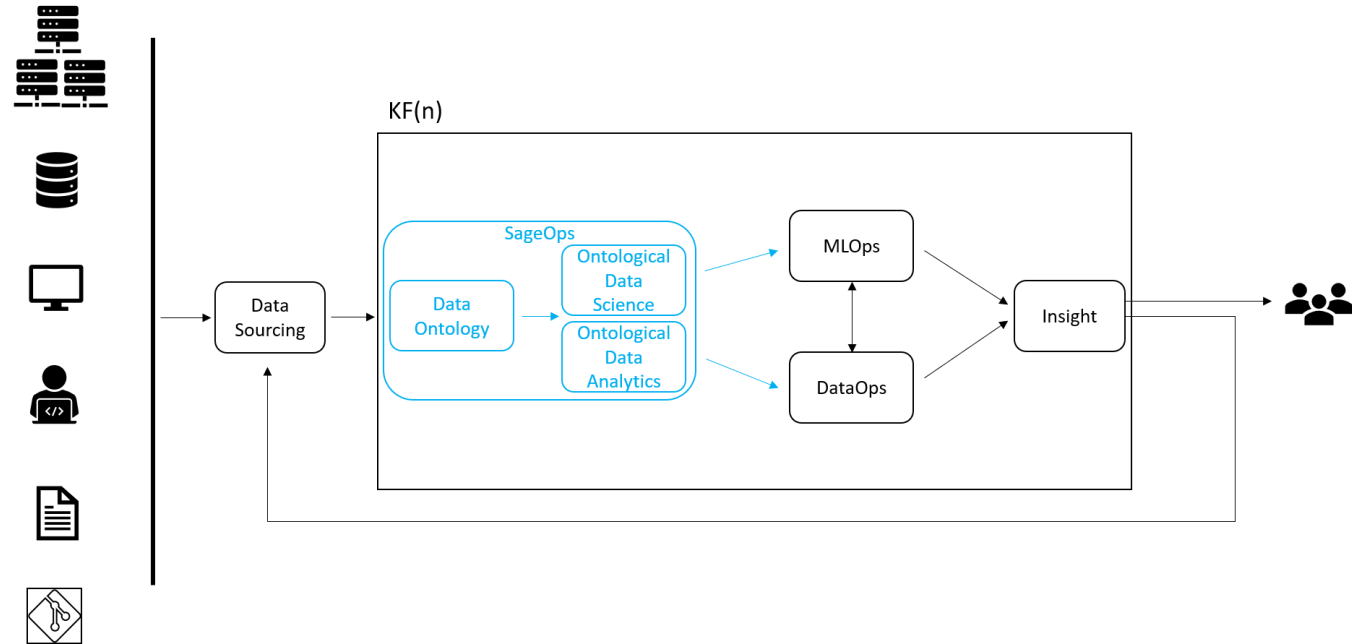 KF(n)
SageOps
Data
Sourcing
Data
Ontology
Ontological
Data
Science
Ontological
Data
Analytics
MLOps
DataOps
Insight
</>